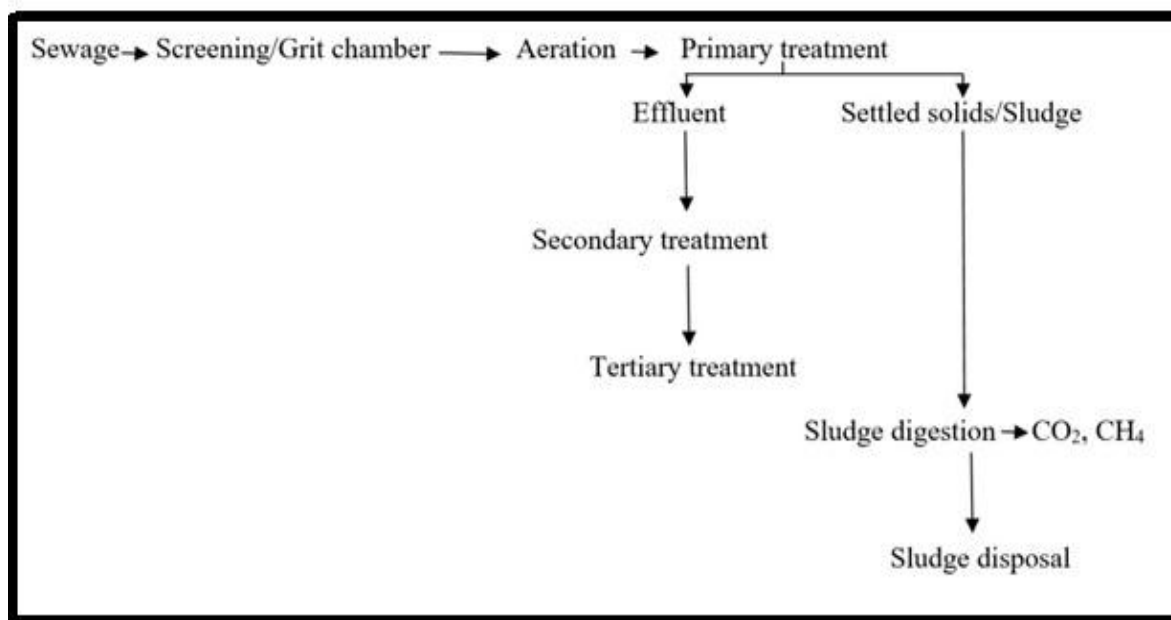 Sewage → Screening/Grit chamber → Aeration → Primary treatment
Effluent Settled solids/Sludge
Secondary treatment
Tertiary treatment
Sludge digestion → CO₂, CH₄
Sludge disposal